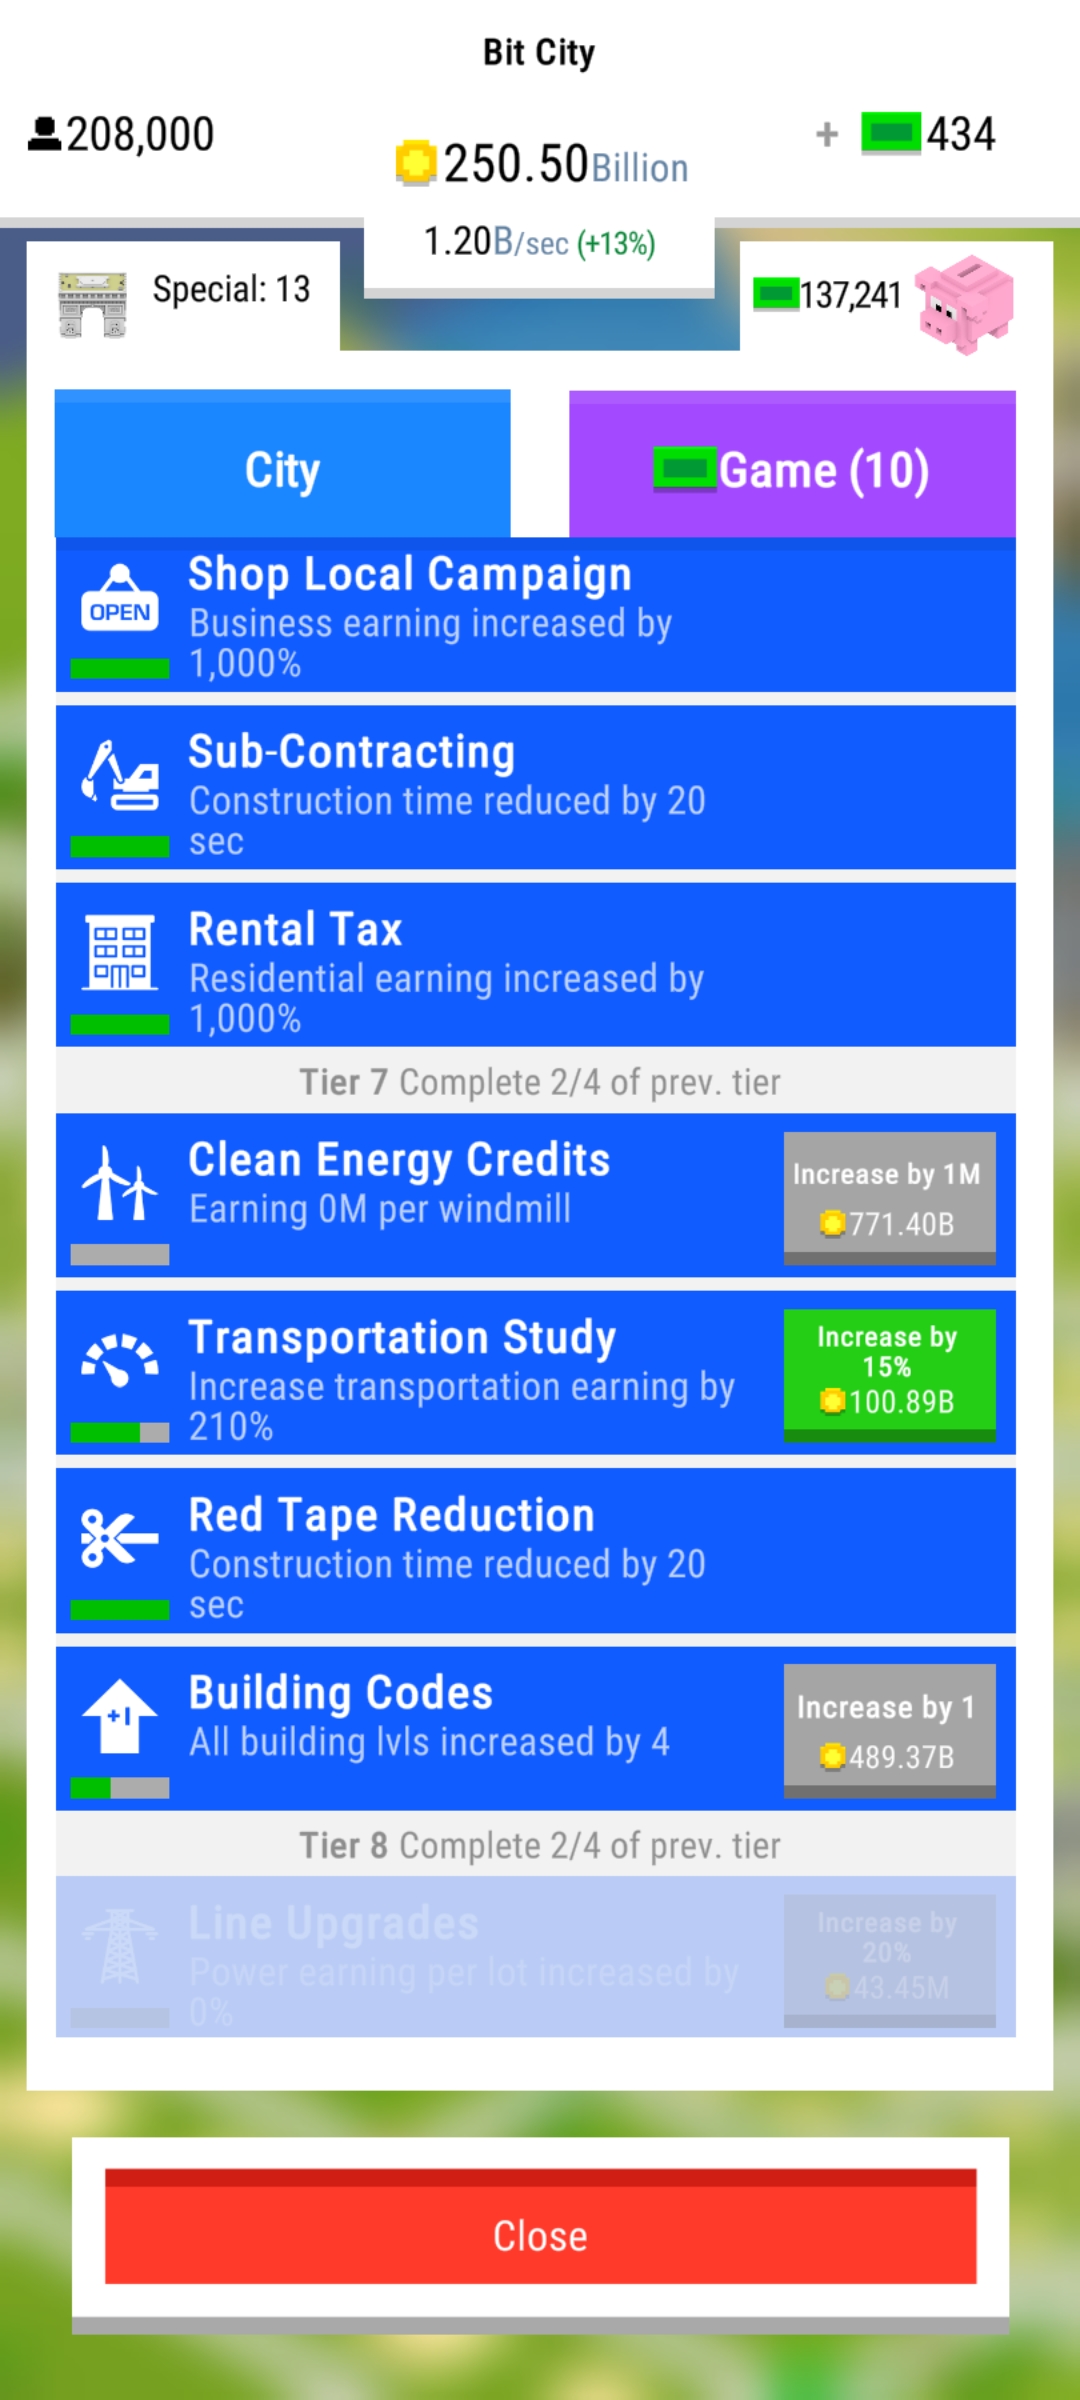 Bit City
208,000
250.50Billion
+ 434
1.20B/sec (+13%)
Special: 13
137,241
City
Game (10)
Shop Local Campaign
OPEN
Business earning increased by
1,000%
Sub-Contracting
Construction time reduced by 20
sec
Rental Tax
Residential earning increased by
1,000%
Tier 7 Complete 2/4 of prev. tier
Clean Energy Credits
Earning 0M per windmill
Increase by 1M
771.40B
Transportation Study
Increase transportation earning by
210%
Increase by
15%
100.89B
Red Tape Reduction
Construction time reduced by 20
sec
+1
Building Codes
All building lvls increased by 4
Increase by 1
489.37B
Tier 8 Complete 2/4 of prev. tier
Line Upgrades
Power earning per lot increased by
0%
Increase by
20%
43.45M
Close